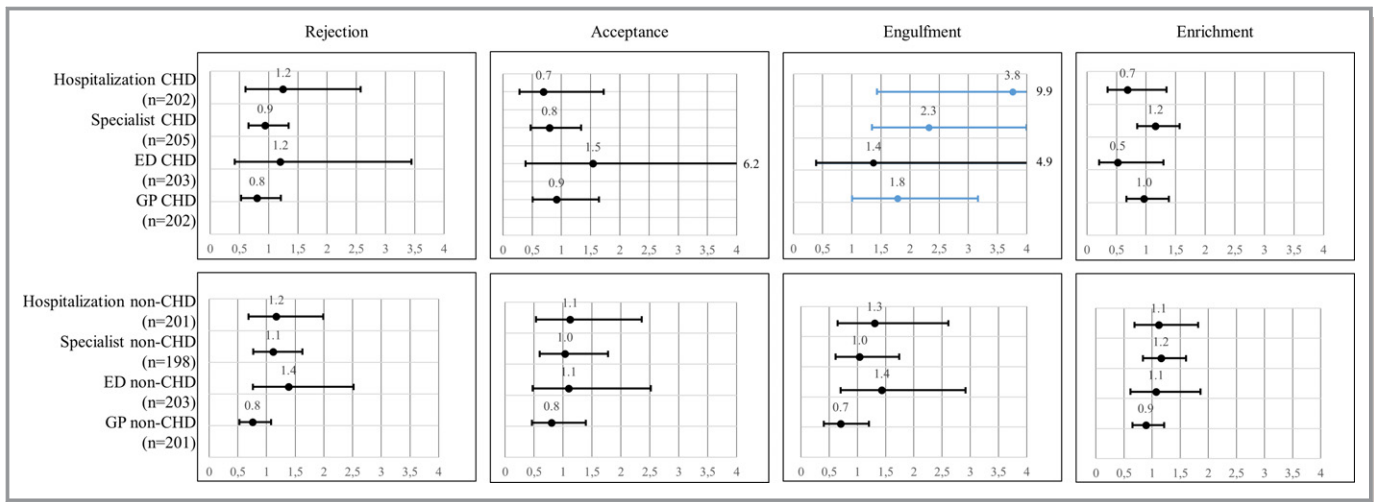 Rejection Acceptance Engulfment Enrichment
Hospitalization CHD
(n=202)
Specialist CHD
(n=205)
ED CHD
(n=203)
GP CHD
(n=202)
1.2
0.9
1.2
0.8
0 0,5 1 1,5 2 2,5 3 3,5 4
0.7
0.8
1.5
6.2
0.9
0 0,5 1 1,5 2 2,5 3 3,5 4
3.8
9.9
2.3
1.4
4.9
1.8
0 0,5 1 1,5 2 2,5 3 3,5 4
0.7
1.2
0.5
1.0
0 0,5 1 1,5 2 2,5 3 3,5 4
Hospitalization non-CHD
(n=201)
Specialist non-CHD
(n=198)
ED non-CHD
(n=203)
GP non-CHD
(n=201)
1.2
1.1
1.4
0.8
0 0,5 1 1,5 2 2,5 3 3,5 4
1.1
1.0
1.1
0.8
0 0,5 1 1,5 2 2,5 3 3,5 4
1.3
1.0
1.4
0.7
0 0,5 1 1,5 2 2,5 3 3,5 4
1.1
1.2
1.1
0.9
0 0,5 1 1,5 2 2,5 3 3,5 4